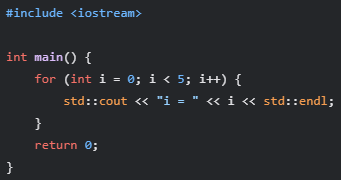 #include <iostream>
int main() {
    for (int i = 0; i < 5; i++) {
        std::cout << "i = " << i << std::endl;
    }
    return 0;
}